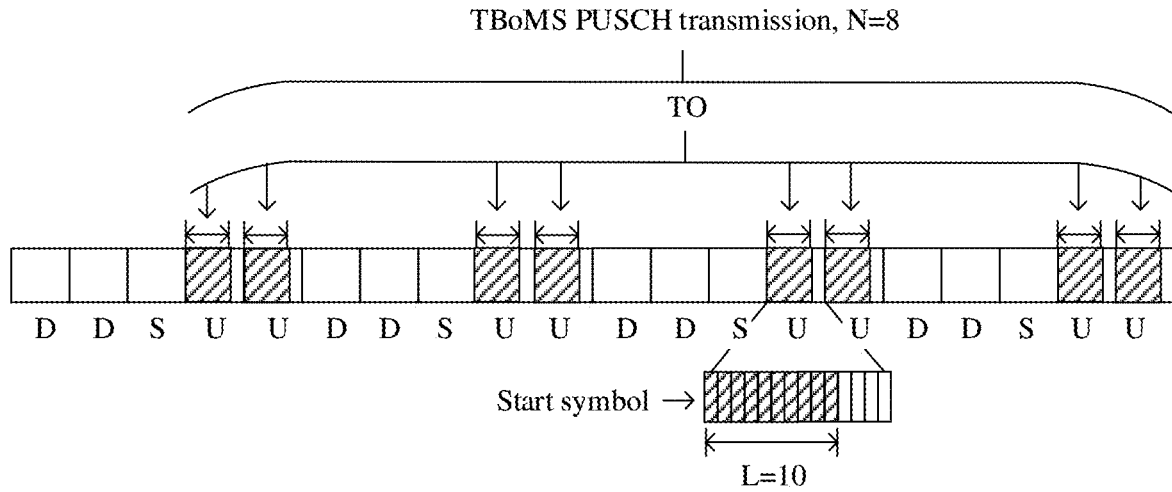 TBoMS PUSCH transmission, N=8
TO
D D S U U D D S U U D D S U U D D S U U
Start symbol
L=10